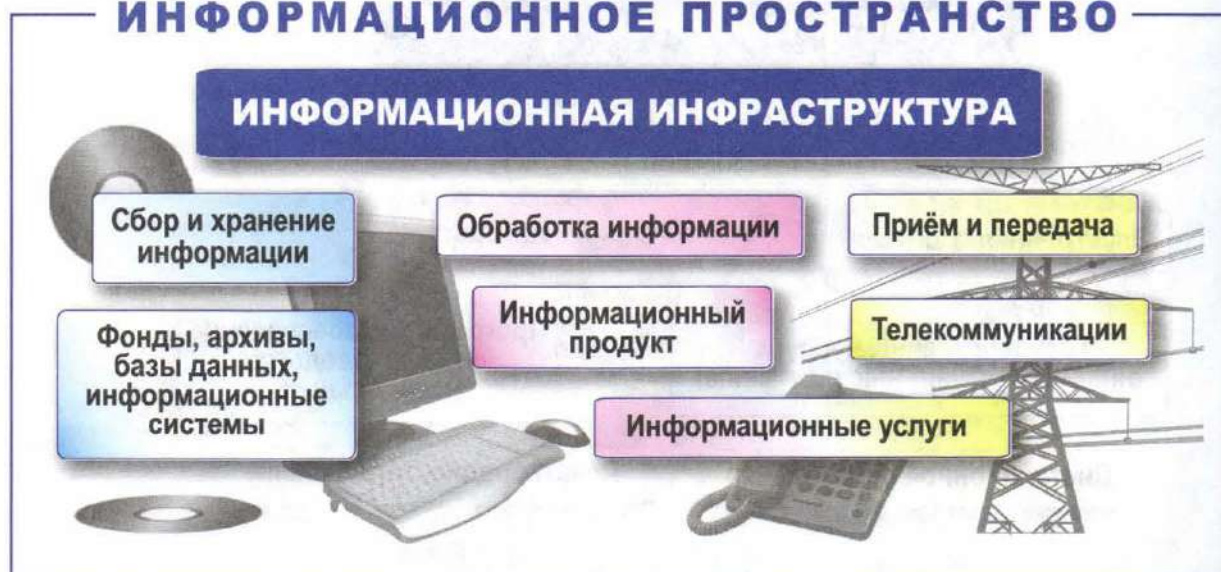 ИНФОРМАЦИОННОЕ ПРОСТРАНСТВО
ИНФОРМАЦИОННАЯ ИНФРАСТРУКТУРА
Сбор и хранение
информации
Обработка информации
Приём и передача
Фонды, архивы,
базы данных,
информационные
системы
Информационный
продукт
Телекоммуникации
Информационные услуги